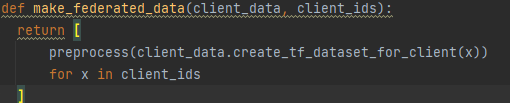 def make_federated_data(client_data, client_ids):
  return [
      preprocess(client_data.create_tf_dataset_for_client(x))
      for x in client_ids
  ]